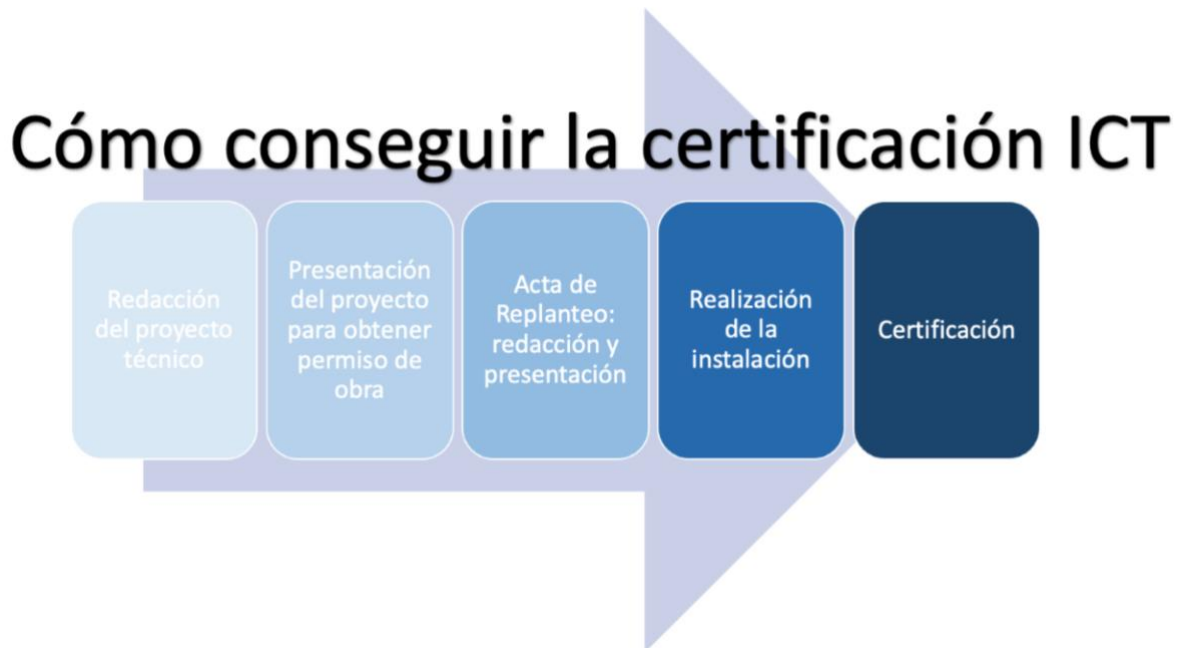 Cómo conseguir la certificación ICT
Redacción
del proyecto
técnico
Presentación
del proyecto
para obtener
permiso de
obra
Acta de
Replanteo:
redacción y
presentación
Realización
de la
instalación
Certificación